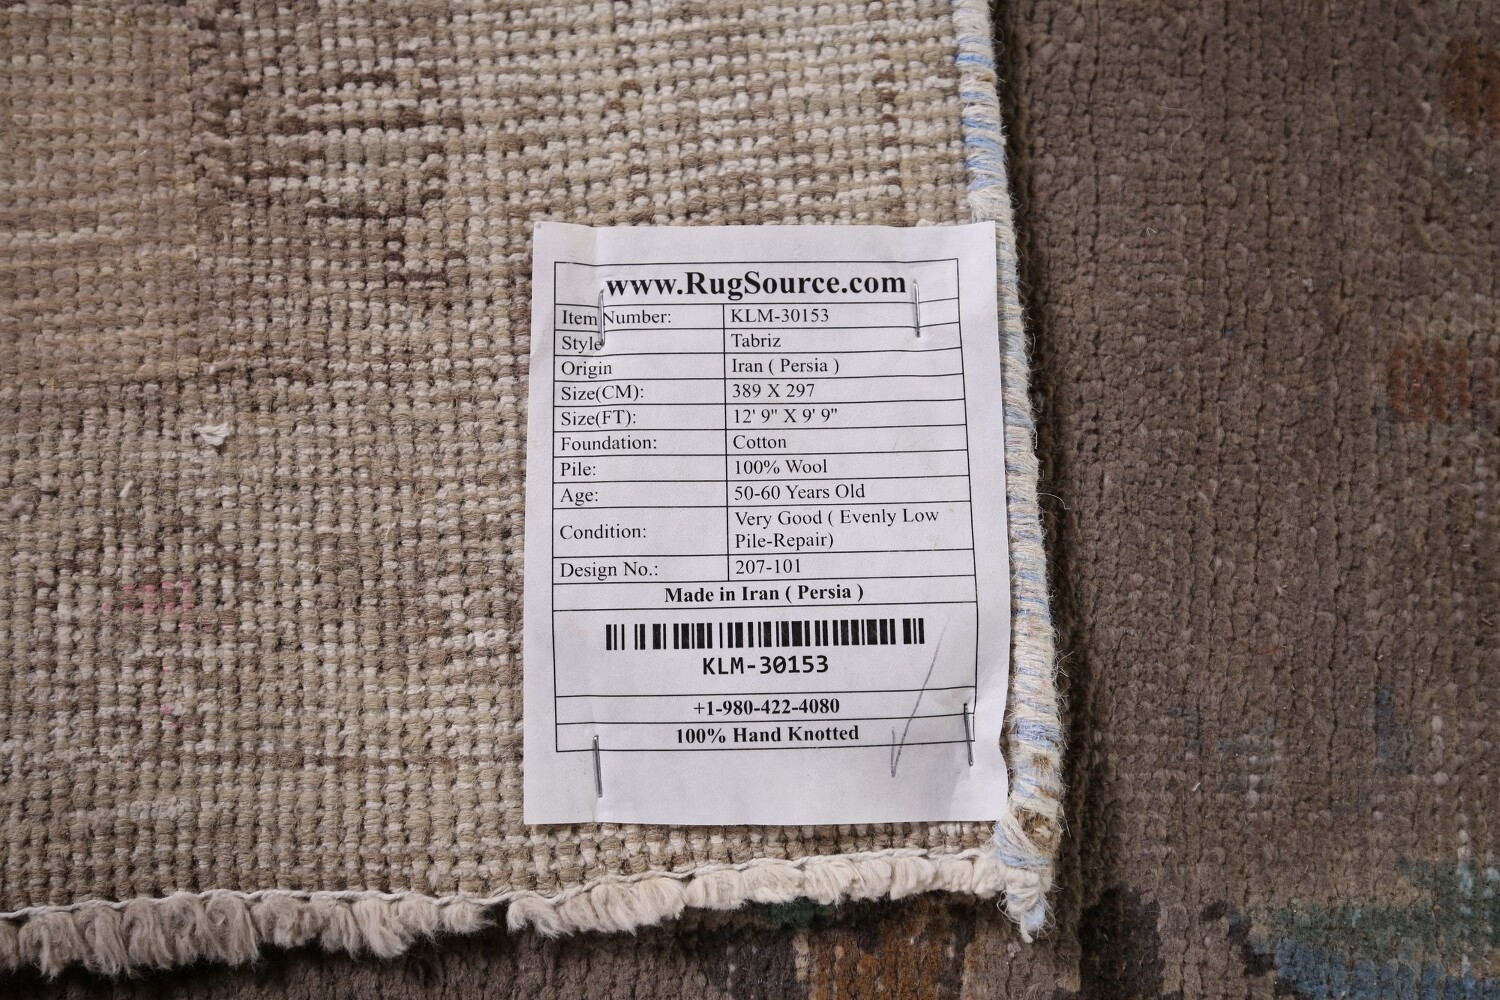 www.RugSource.com
Item Number: KLM-30153
Style Tabriz
Origin Iran ( Persia )
Size(CM): 389 X 297
Size(FT): 12' 9" X 9' 9"
Foundation: Cotton
Pile: 100% Wool
Age: 50-60 Years Old
Condition: Very Good ( Evenly Low
Pile-Repair)
Design No.: 207-101
Made in Iran ( Persia )
KLM-30153
+1-980-422-4080
100% Hand Knotted